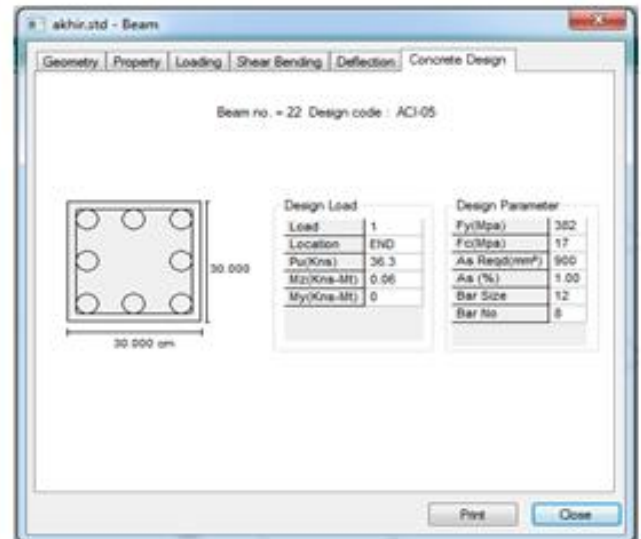 akhir.std - Beam
Geometry Property Loading Shear Bending Deflection Concrete Design
Beam no. = 22 Design code : ACI-05
30.000
30.000 cm
Design Load
Load 1
Location END
Pu(Kns) 36.3
Mz(Kns-Mt) 0.06
My(Kns-Mt) 0
Design Parameter
Fy(Mpa) 382
Fc(Mpa) 17
As Reqd(mm²) 900
As (%) 1.00
Bar Size 12
Bar No 8
Print Close